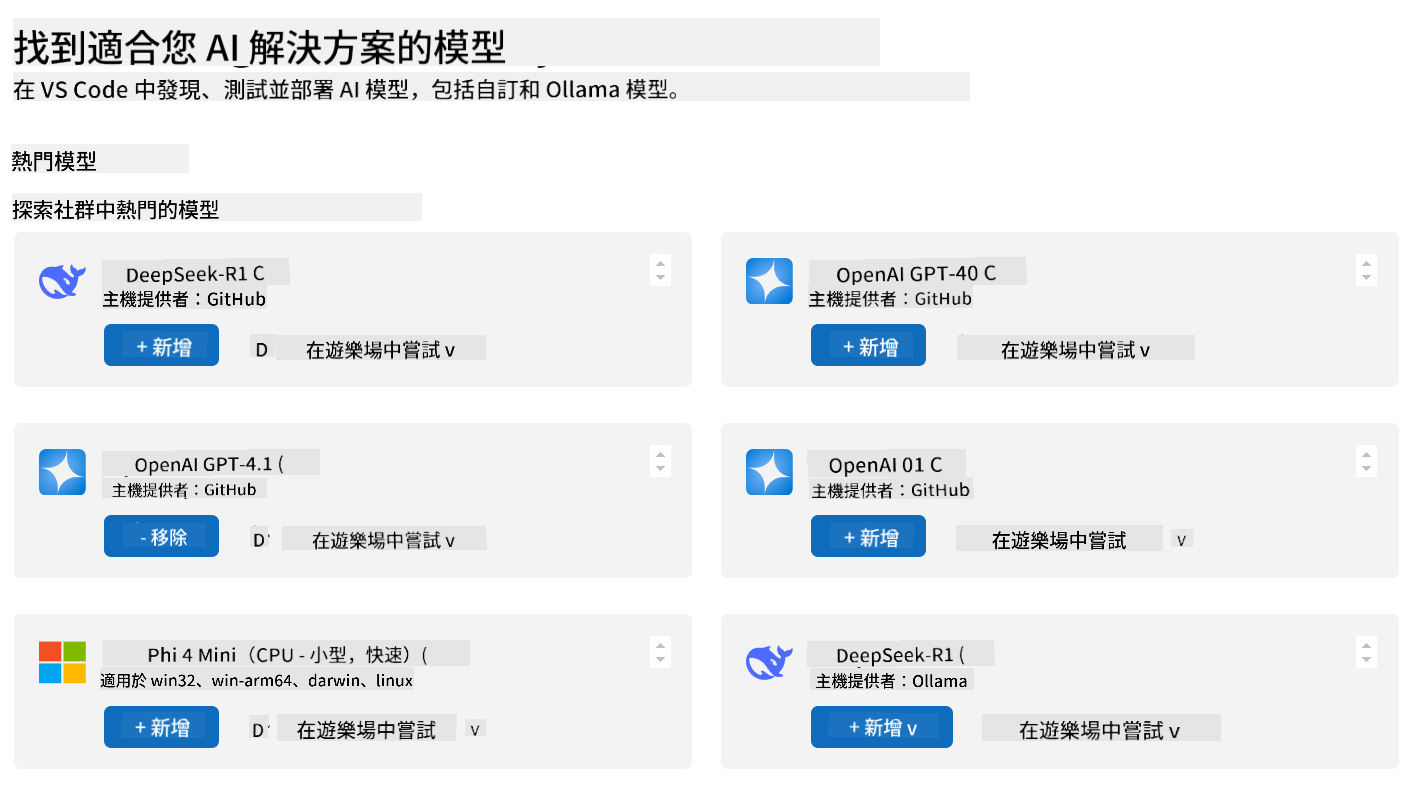 找到適合您 AI 解決方案的模型
在 VS Code 中發現、測試並部署 AI 模型，包括自訂和 Ollama 模型。
熱門模型
探索社群中熱門的模型
DeepSeek-R1 C
主機提供者：GitHub
+ 新增 D 在遊樂場中嘗試 v
OpenAI GPT-40 C
主機提供者：GitHub
+ 新增 在遊樂場中嘗試 v
OpenAI GPT-4.1 (
主機提供者：GitHub
- 移除 D 在遊樂場中嘗試 v
OpenAI 01 C
主機提供者：GitHub
+ 新增 在遊樂場中嘗試 v
Phi 4 Mini（CPU - 小型，快速）(
適用於 win32、win-arm64、darwin、linux
+ 新增 D 在遊樂場中嘗試 v
DeepSeek-R1 (
主機提供者：Ollama
+ 新增 v 在遊樂場中嘗試 v